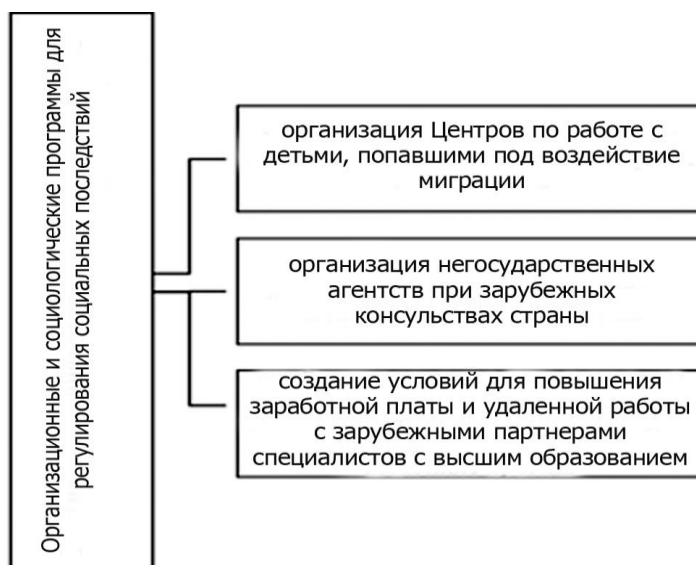 Организационные и социологические программы для
регулирования социальных последствий
организация Центров по работе с
детьми, попавшими под воздействие
миграции
организация негосударственных
агентств при зарубежных
консульствах страны
создание условий для повышения
заработной платы и удаленной работы
с зарубежными партнерами
специалистов с высшим образованием